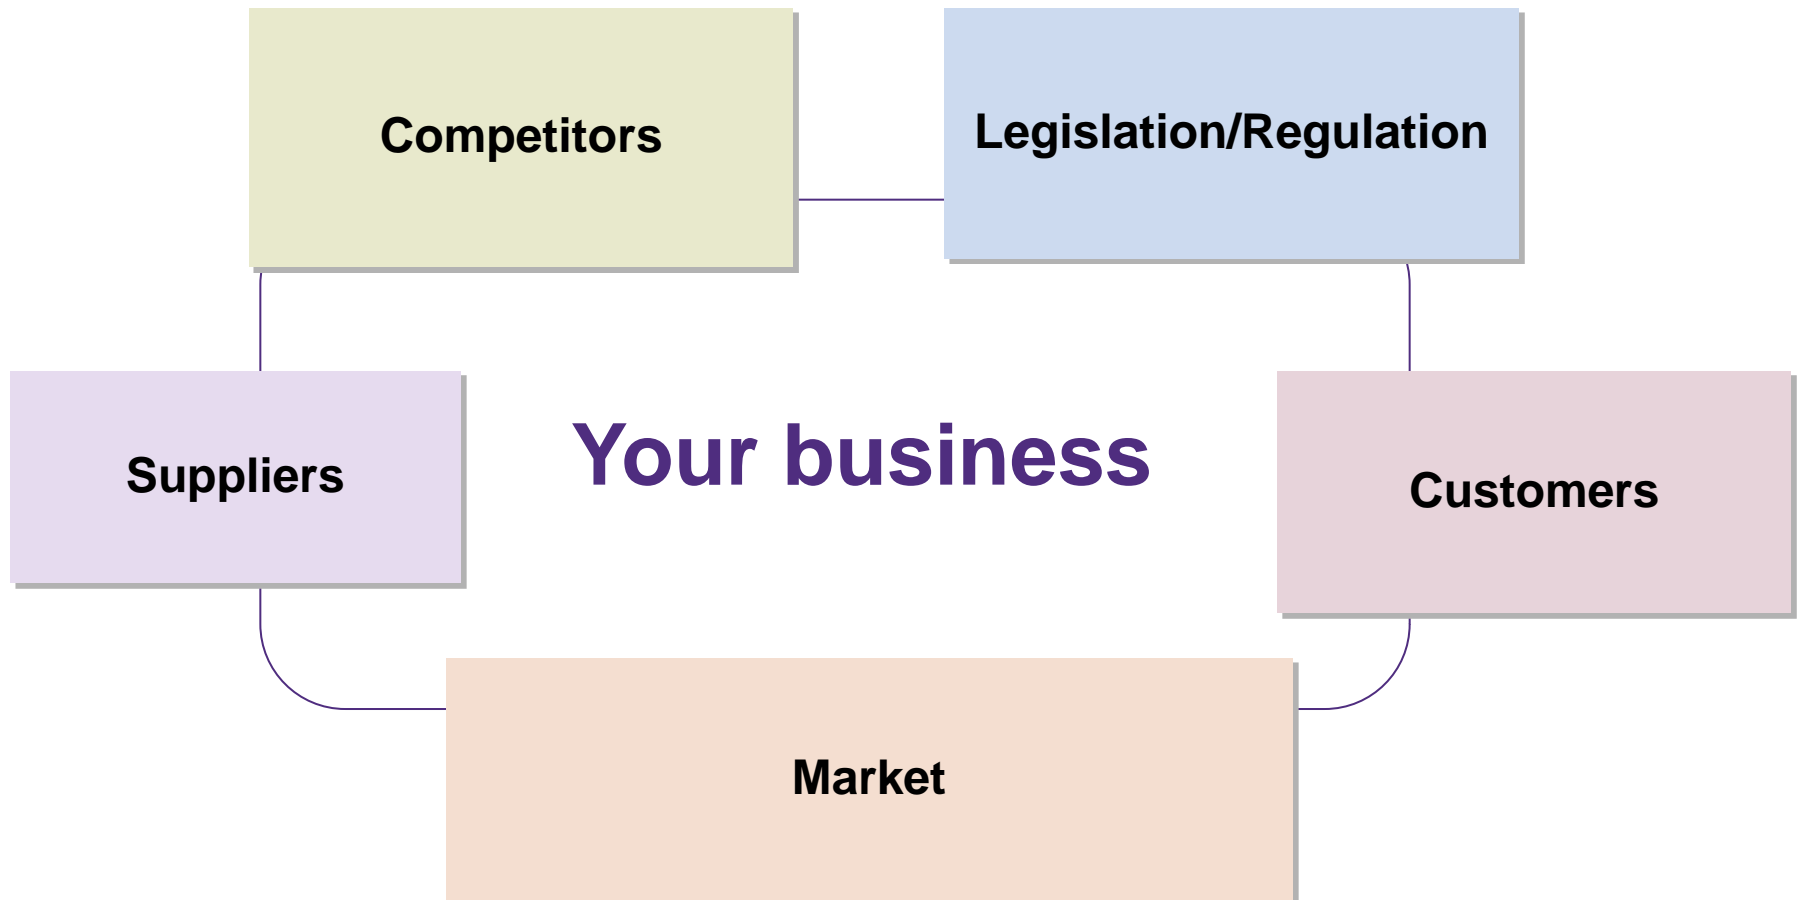 Competitors
Legislation/Regulation
Suppliers
Your business
Customers
Market